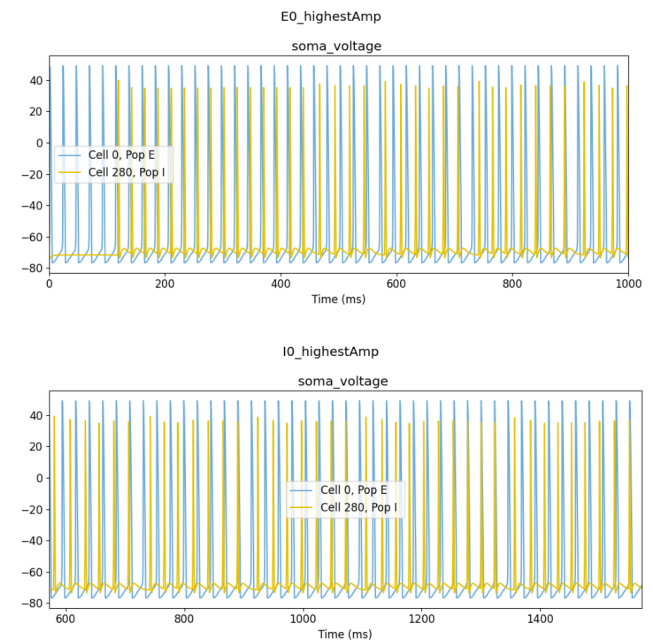 E0_highestAmp
soma_voltage
40
20
0
−20
−40
−60
−80
Cell 0, Pop E
Cell 280, Pop I
0 200 400 600 800 1000
Time (ms)
I0_highestAmp
soma_voltage
40
20
0
−20
−40
−60
−80
Cell 0, Pop E
Cell 280, Pop I
600 800 1000 1200 1400
Time (ms)